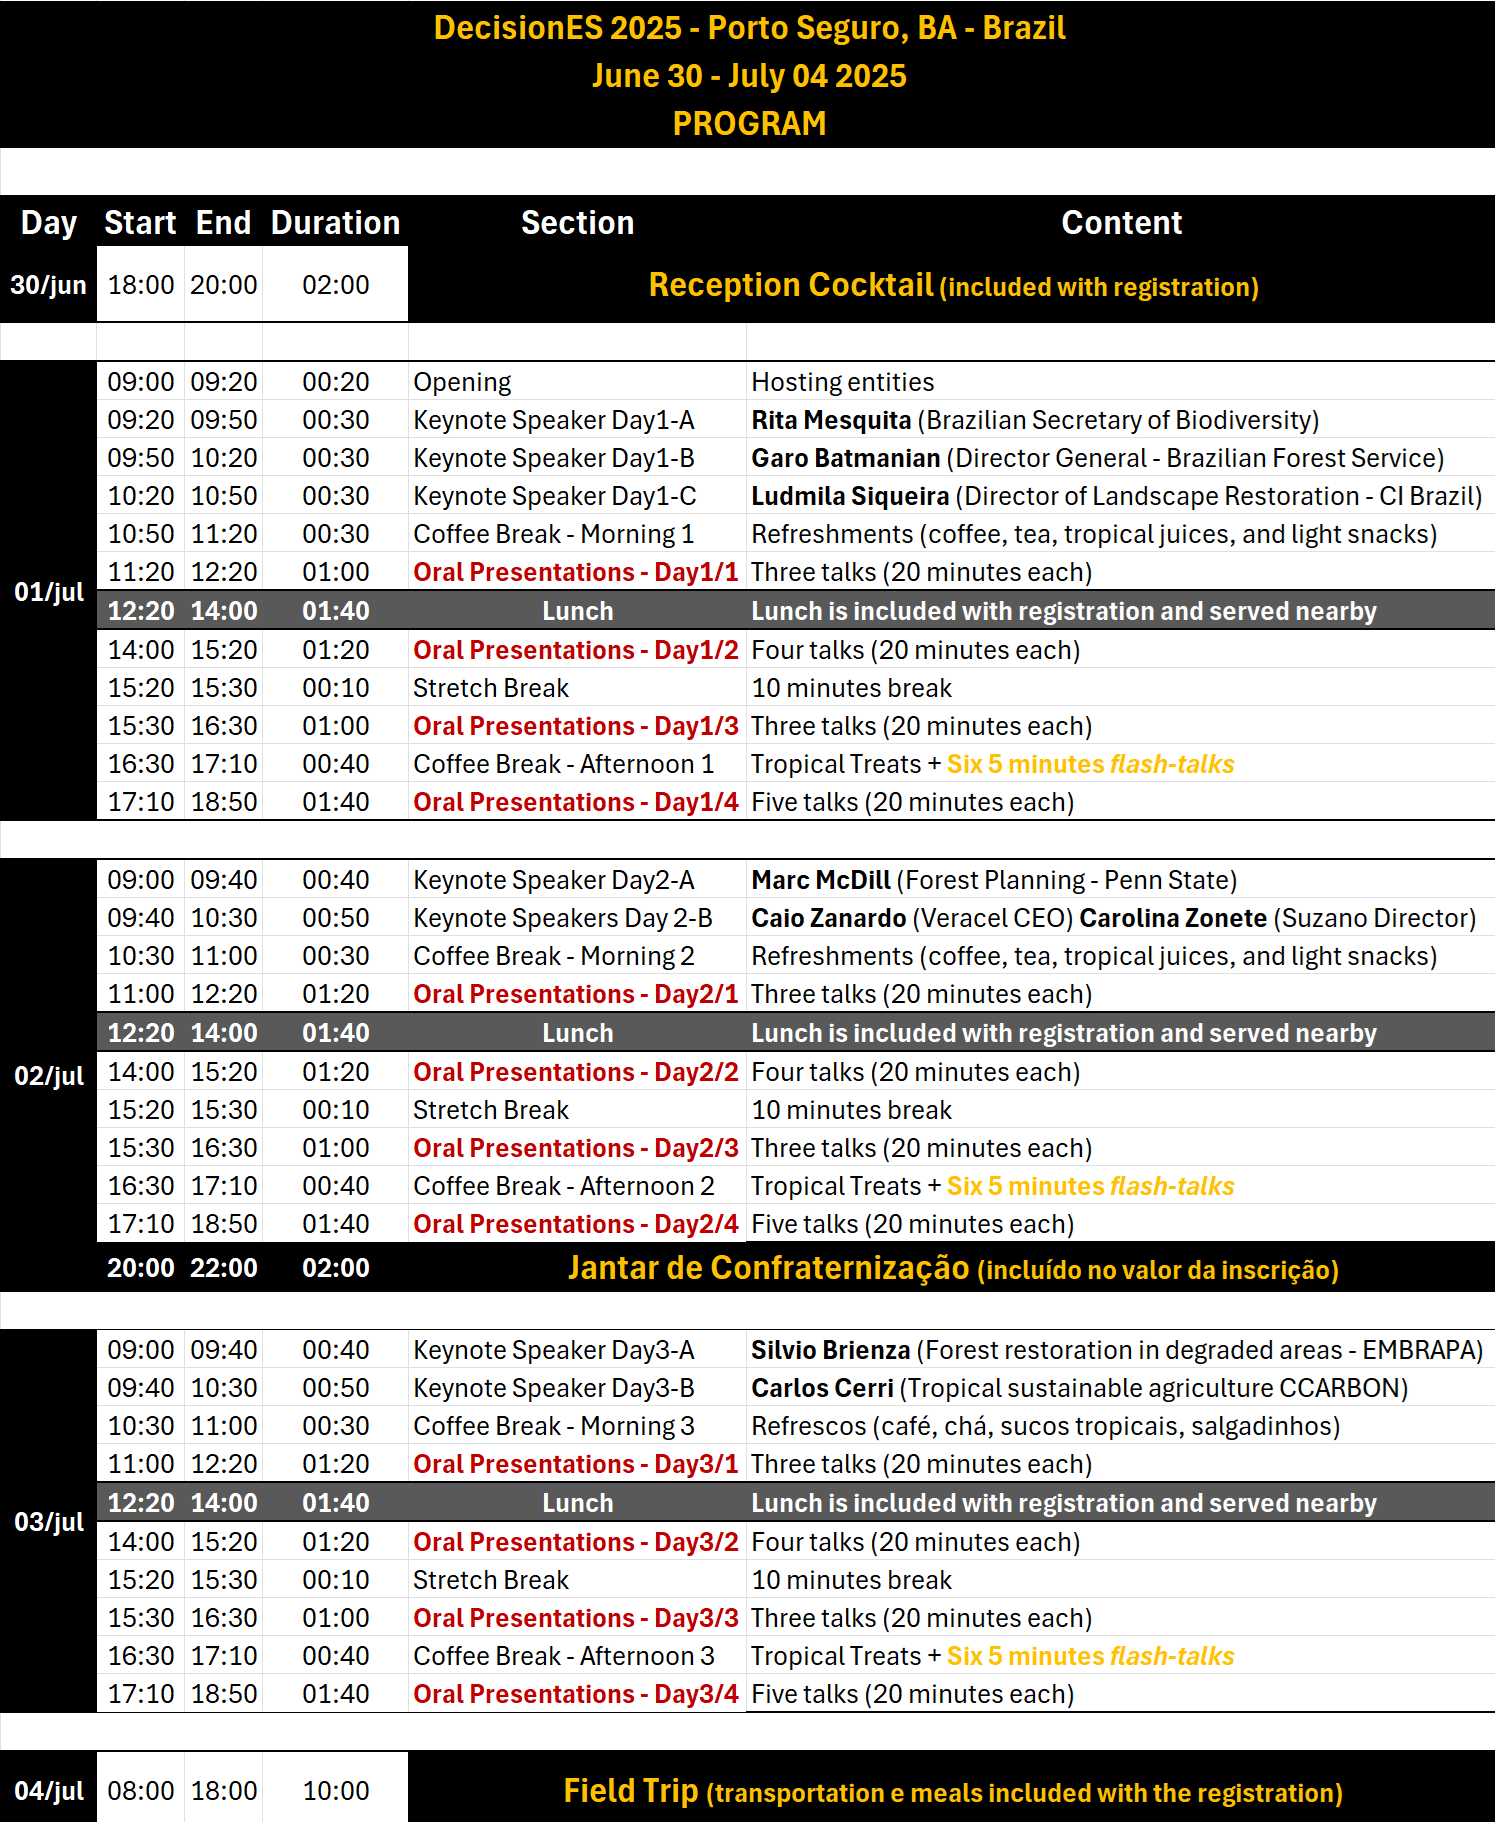 DecisionES 2025 - Porto Seguro, BA - Brazil
June 30 - July 04 2025
PROGRAM
Day Start End Duration Section Content
30/jun 18:00 20:00 02:00 Reception Cocktail (included with registration)
01/jul
09:00 09:20 00:20 Opening Hosting entities
09:20 09:50 00:30 Keynote Speaker Day1-A Rita Mesquita (Brazilian Secretary of Biodiversity)
09:50 10:20 00:30 Keynote Speaker Day1-B Garo Batmanian (Director General - Brazilian Forest Service)
10:20 10:50 00:30 Keynote Speaker Day1-C Ludmila Siqueira (Director of Landscape Restoration - CI Brazil)
10:50 11:20 00:30 Coffee Break - Morning 1 Refreshments (coffee, tea, tropical juices, and light snacks)
11:20 12:20 01:00 Oral Presentations - Day1/1 Three talks (20 minutes each)
12:20 14:00 01:40 Lunch Lunch is included with registration and served nearby
14:00 15:20 01:20 Oral Presentations - Day1/2 Four talks (20 minutes each)
15:20 15:30 00:10 Stretch Break 10 minutes break
15:30 16:30 01:00 Oral Presentations - Day1/3 Three talks (20 minutes each)
16:30 17:10 00:40 Coffee Break - Afternoon 1 Tropical Treats + Six 5 minutes flash-talks
17:10 18:50 01:40 Oral Presentations - Day1/4 Five talks (20 minutes each)
02/jul
09:00 09:40 00:40 Keynote Speaker Day2-A Marc McDill (Forest Planning - Penn State)
09:40 10:30 00:50 Keynote Speakers Day 2-B Caio Zanardo (Veracel CEO) Carolina Zonete (Suzano Director)
10:30 11:00 00:30 Coffee Break - Morning 2 Refreshments (coffee, tea, tropical juices, and light snacks)
11:00 12:20 01:20 Oral Presentations - Day2/1 Three talks (20 minutes each)
12:20 14:00 01:40 Lunch Lunch is included with registration and served nearby
14:00 15:20 01:20 Oral Presentations - Day2/2 Four talks (20 minutes each)
15:20 15:30 00:10 Stretch Break 10 minutes break
15:30 16:30 01:00 Oral Presentations - Day2/3 Three talks (20 minutes each)
16:30 17:10 00:40 Coffee Break - Afternoon 2 Tropical Treats + Six 5 minutes flash-talks
17:10 18:50 01:40 Oral Presentations - Day2/4 Five talks (20 minutes each)
20:00 22:00 02:00 Jantar de Confraternização (incluído no valor da inscrição)
03/jul
09:00 09:40 00:40 Keynote Speaker Day3-A Silvio Brienza (Forest restoration in degraded areas - EMBRAPA)
09:40 10:30 00:50 Keynote Speaker Day3-B Carlos Cerri (Tropical sustainable agriculture CCARBON)
10:30 11:00 00:30 Coffee Break - Morning 3 Refrescos (café, chá, sucos tropicais, salgadinhos)
11:00 12:20 01:20 Oral Presentations - Day3/1 Three talks (20 minutes each)
12:20 14:00 01:40 Lunch Lunch is included with registration and served nearby
14:00 15:20 01:20 Oral Presentations - Day3/2 Four talks (20 minutes each)
15:20 15:30 00:10 Stretch Break 10 minutes break
15:30 16:30 01:00 Oral Presentations - Day3/3 Three talks (20 minutes each)
16:30 17:10 00:40 Coffee Break - Afternoon 3 Tropical Treats + Six 5 minutes flash-talks
17:10 18:50 01:40 Oral Presentations - Day3/4 Five talks (20 minutes each)
04/jul 08:00 18:00 10:00 Field Trip (transportation e meals included with the registration)